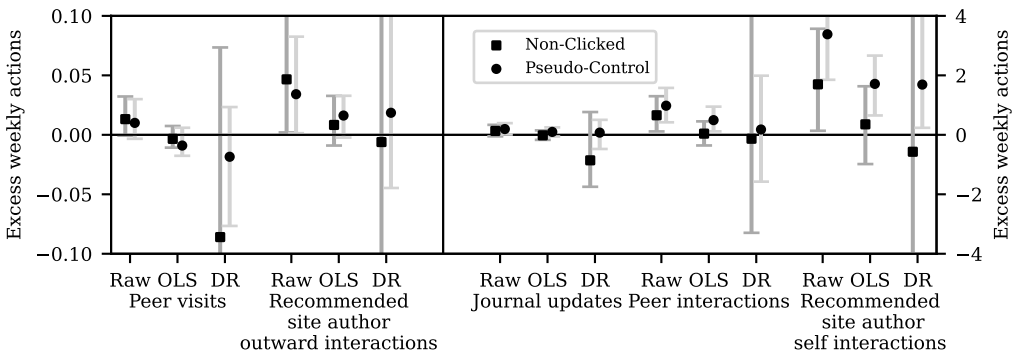 Excess weekly actions
0.10
0.05
0.00
−0.05
−0.10
Non-Clicked
Pseudo-Control
4
2
0
−2
−4
Excess weekly actions
Raw OLS DR Raw OLS DR Raw OLS DR Raw OLS DR Raw OLS DR
Peer visits Recommended Journal updates Peer interactions Recommended
site author site author
outward interactions self interactions